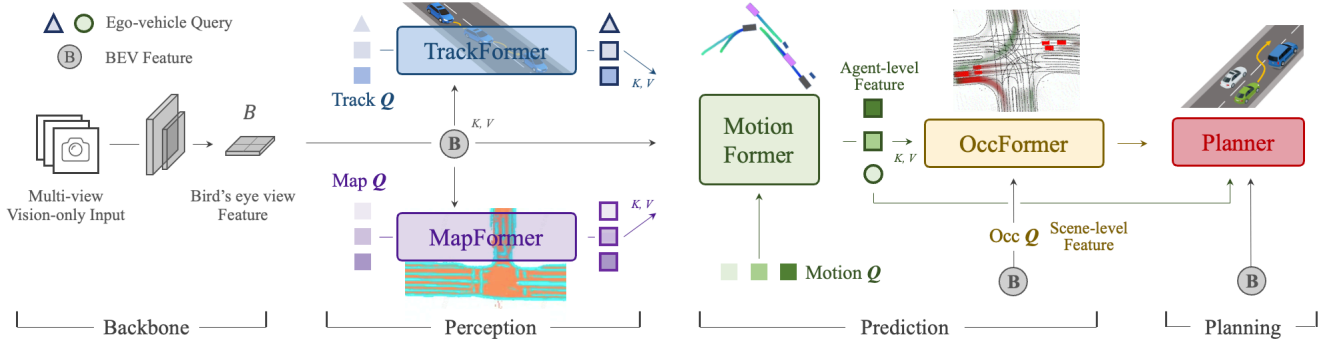 Ego-vehicle Query
B
BEV Feature
B
Multi-view
Vision-only Input
Bird's eye view
Feature
Backbone
TrackFormer
Track Q
K, V
K, V
B
Map Q
MapFormer
K, V
Perception
Motion
Former
Motion Q
Agent-level
Feature
K, V
OccFormer
Occ Q
Scene-level
Feature
B
Prediction
Planner
B
Planning